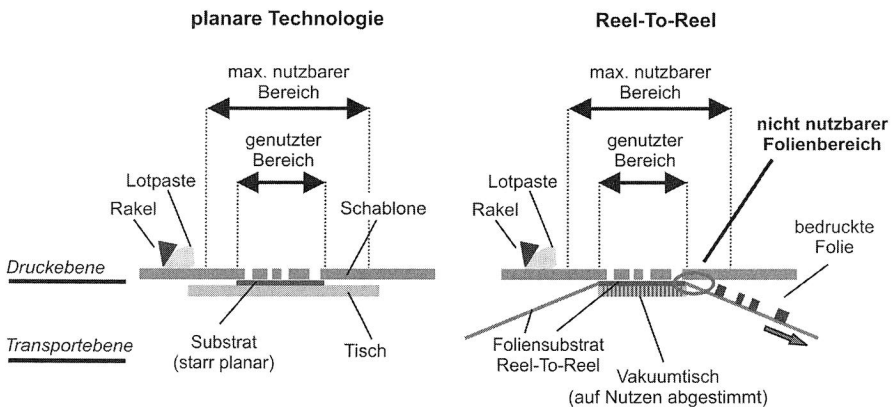 planare Technologie
max. nutzbarer
Bereich
genutzter
Bereich
Lotpaste
Rakel
Schablone
Druckebene
Substrat
(starr planar)
Tisch
Transportebene
Reel-To-Reel
max. nutzbarer
Bereich
nicht nutzbarer
Folienbereich
genutzter
Bereich
Lotpaste
Rakel
bedruckte
Folie
Foliensubstrat
Reel-To-Reel
Vakuumtisch
(auf Nutzen abgestimmt)